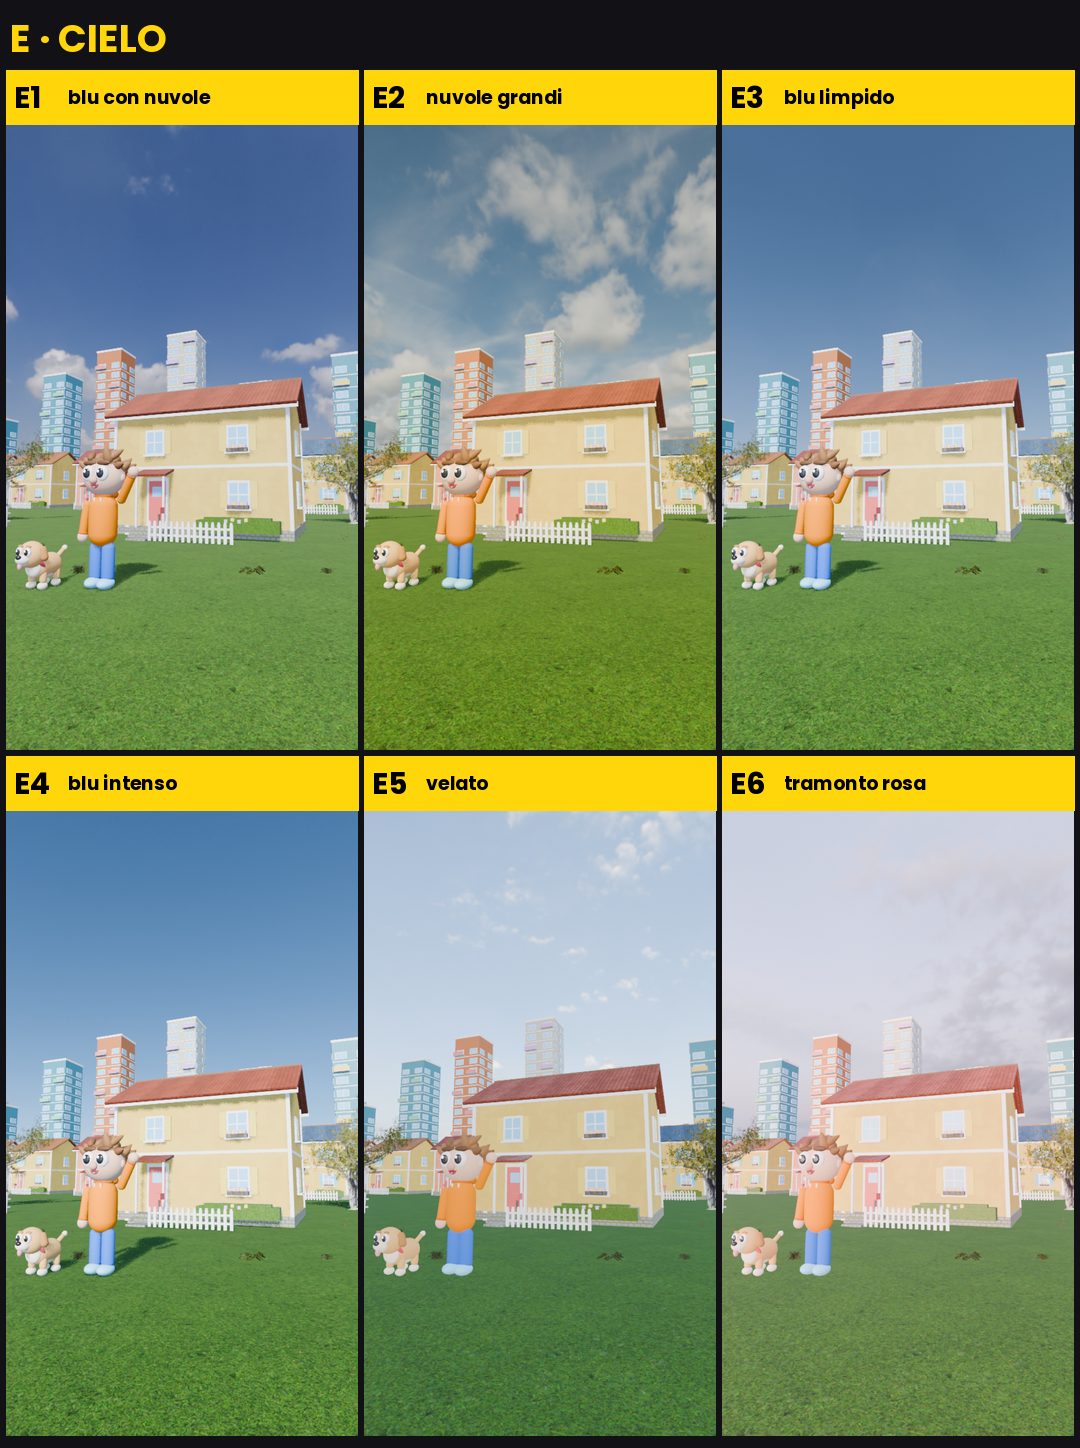 E · CIELO
E1 blu con nuvole
E2 nuvole grandi
E3 blu limpido
E4 blu intenso
E5 velato
E6 tramonto rosa